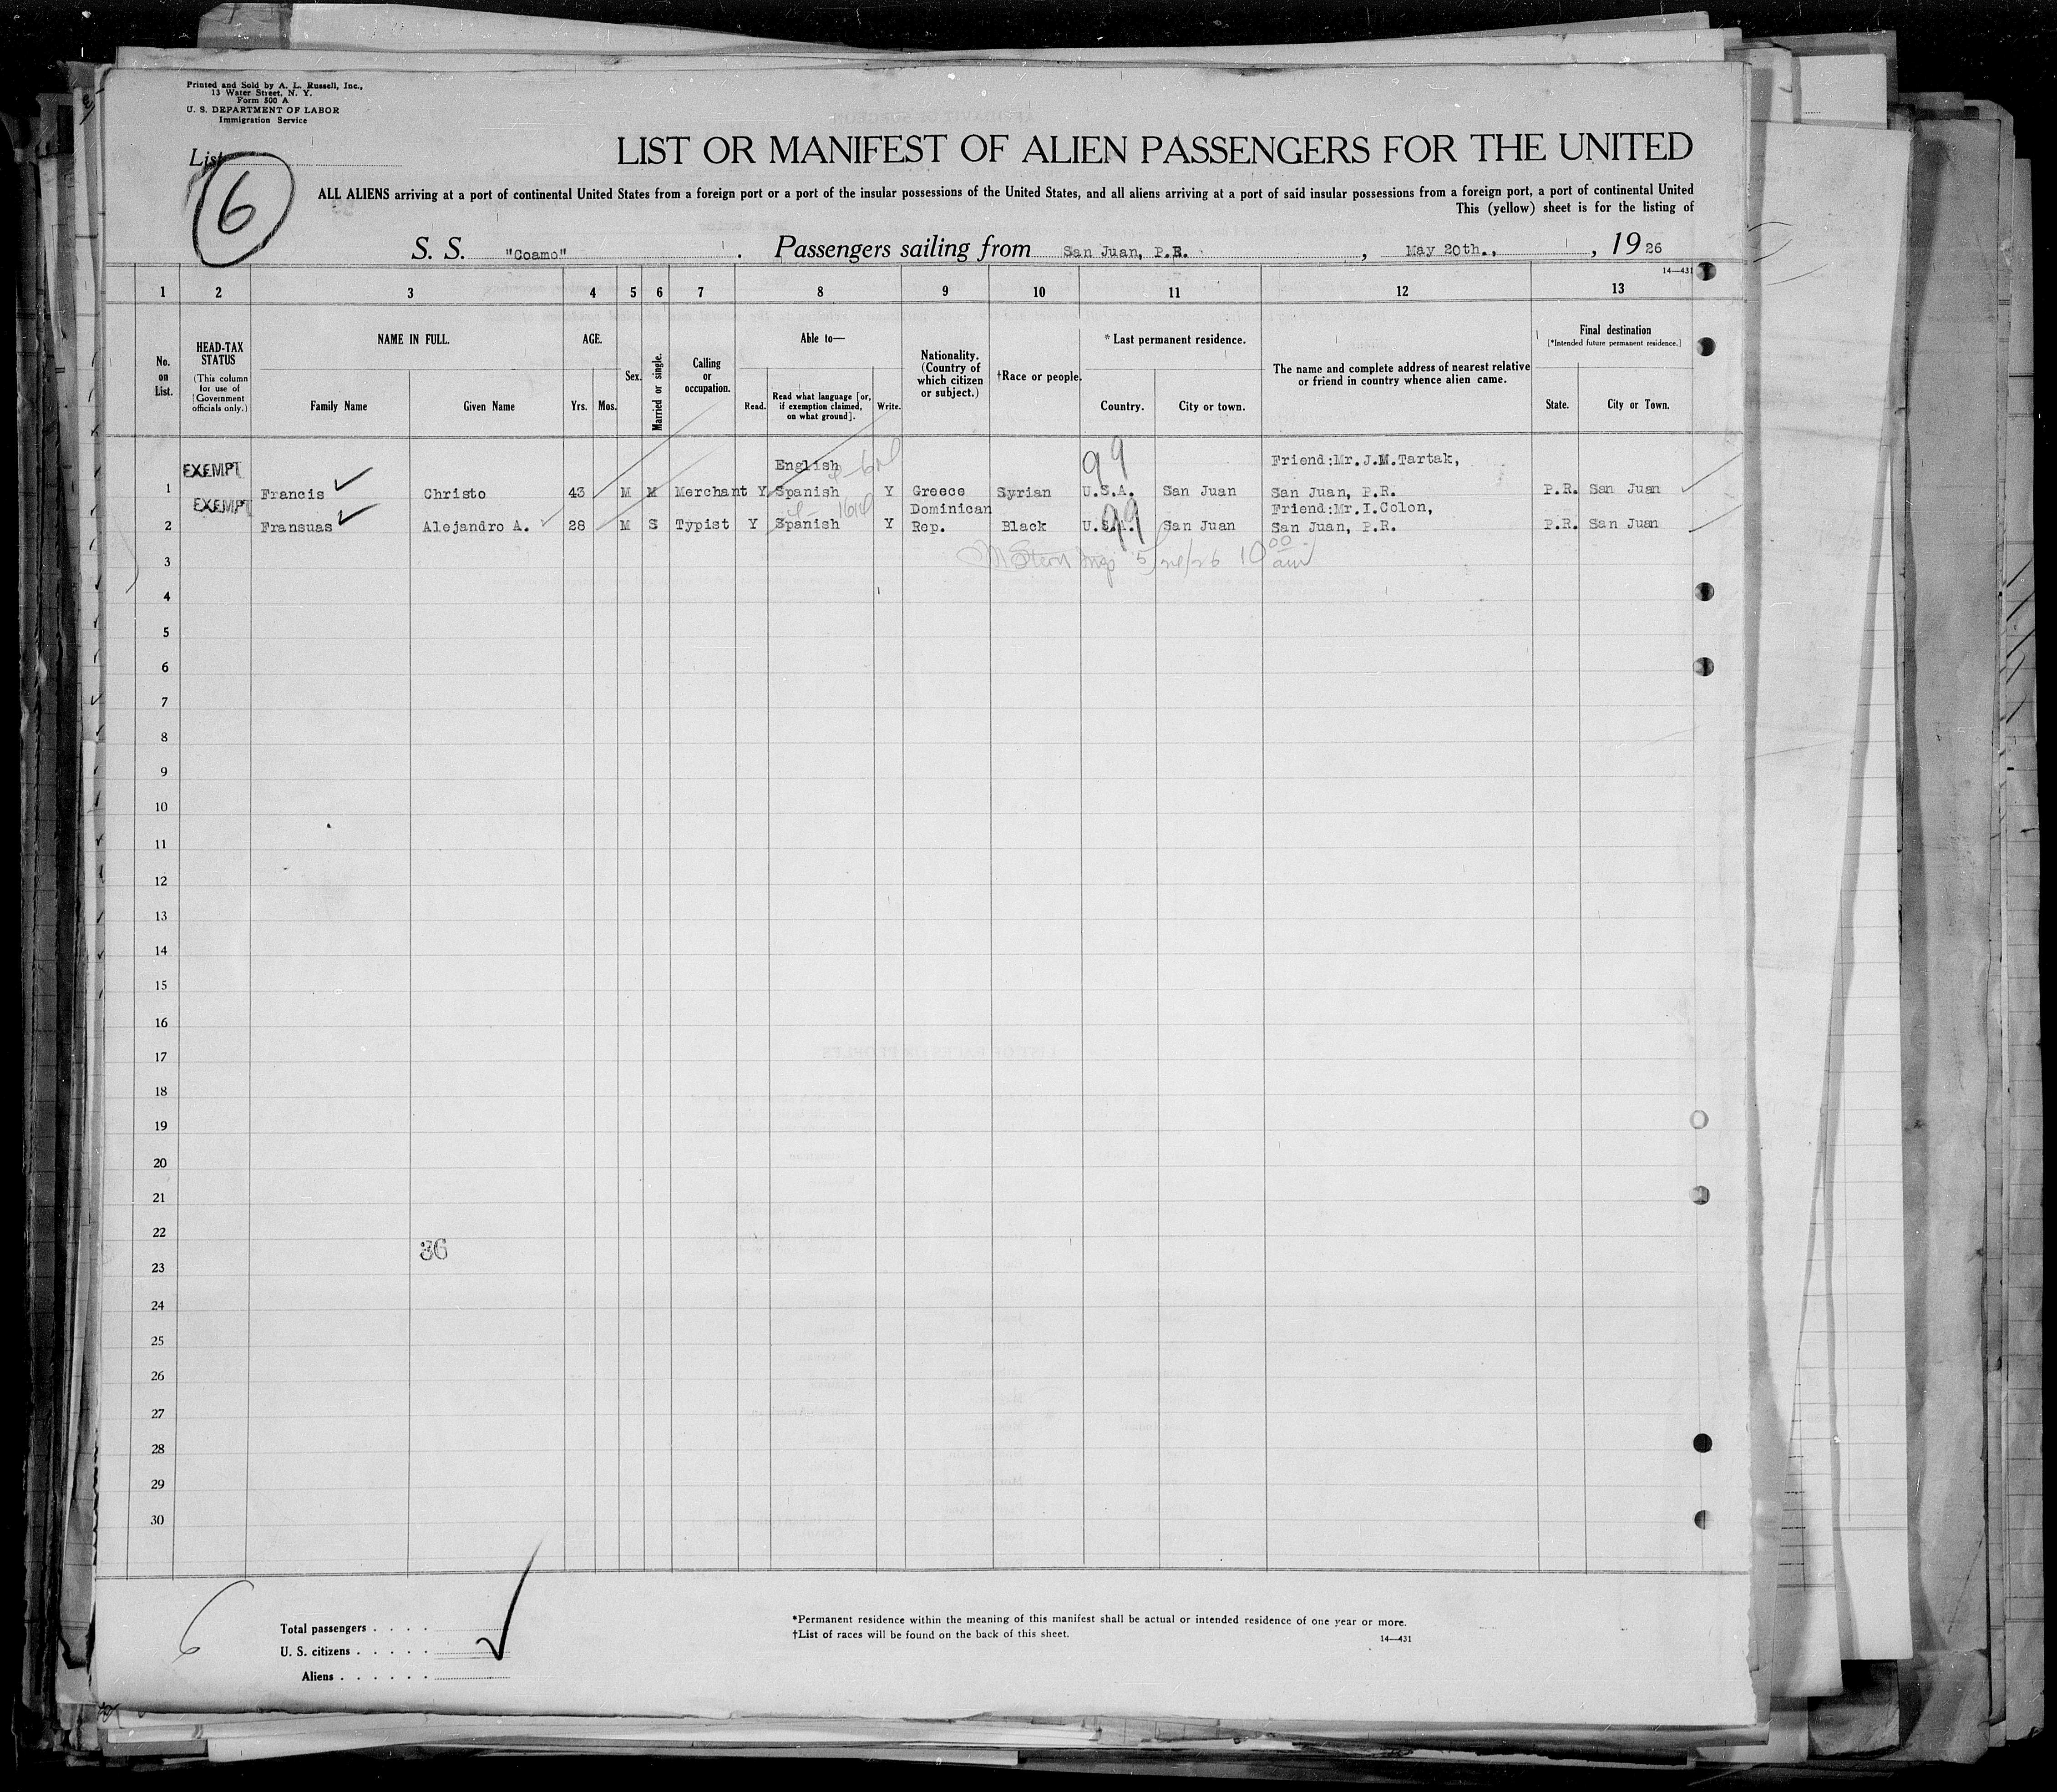 Printed and Sold by A. L. Russell, Inc.,
13 Water Street, N. Y.
Form 500 A
U. S. DEPARTMENT OF LABOR
Immigration Service
List
6
LIST OR MANIFEST OF ALIEN PASSENGERS FOR THE UNITED
ALL ALIENS arriving at a port of continental United States from a foreign port or a port of the insular possessions of the United States, and all aliens arriving at a port of said insular possessions from a foreign port, a port of continental United
This (yellow) sheet is for the listing of
S. S. "Coamo". Passengers sailing from San Juan, P.R., May 20th., , 1926
14—431
1 2 3 4 5 6 7 8 9 10 11 12 13
No. on List.
HEAD-TAX STATUS
(This column for use of Government officials only.)
NAME IN FULL.
Family Name Given Name
AGE.
Yrs. Mos.
Sex.
Married or single.
Calling or occupation.
Able to—
Read. Read what language [or, if exemption claimed, on what ground]. Write.
Nationality. (Country of which citizen or subject.)
†Race or people.
* Last permanent residence.
Country. City or town.
The name and complete address of nearest relative or friend in country whence alien came.
Final destination
[*Intended future permanent residence.]
State. City or Town.
EXEMPT English 99 Friend:Mr.J.M.Tartak,
1 Francis Christo 43 M M Merchant Y Spanish Y Greece Syrian U.S.A. San Juan San Juan, P.R. P.R. San Juan
EXEMPT Dominican 99 Friend:Mr.I.Colon,
2 Fransuas Alejandro A. 28 M S Typist Y Spanish Y Rep. Black U.S.A. San Juan San Juan, P.R. P.R. San Juan
3 5/20/26 10 00 am
4
5
6
7
8
9
10
11
12
13
14
15
16
17
18
19
20
21
22
36
23
24
25
26
27
28
29
30
6
Total passengers . . . .
U. S. citizens . . . . .
Aliens . . . . . .
*Permanent residence within the meaning of this manifest shall be actual or intended residence of one year or more.
†List of races will be found on the back of this sheet.
14—431